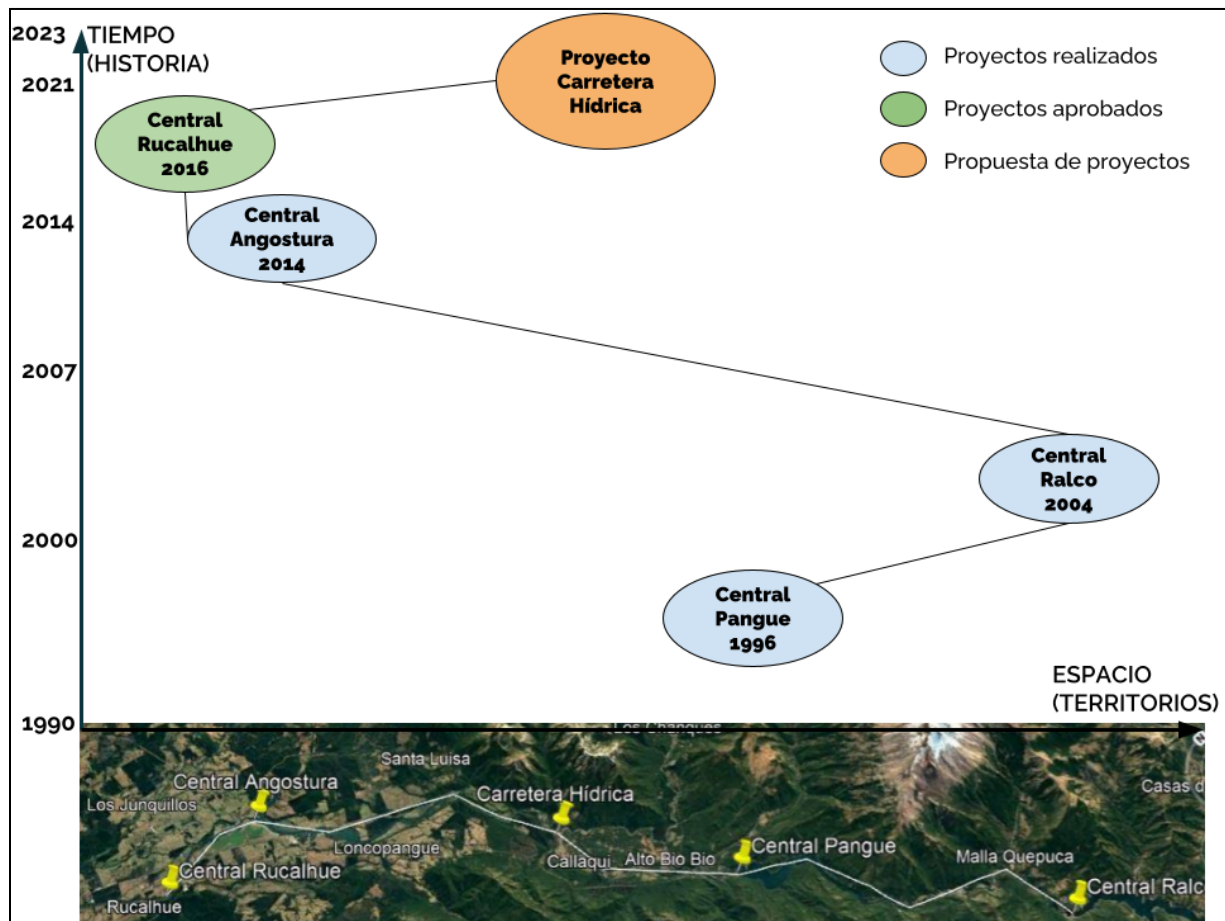 2023
TIEMPO
(HISTORIA)
2021
2014
2007
2000
1990
Proyecto
Carretera
Hídrica
Proyectos realizados
Proyectos aprobados
Propuesta de proyectos
Central
Rucalhue
2016
Central
Angostura
2014
Central
Ralco
2004
Central
Pangue
1996
ESPACIO
(TERRITORIOS)
Los Chanques
Santa Luisa
Central Angostura
Los Junquillos
Carretera Hídrica
Casas d
Loncopangue
Central Pangue
Callaqui
Alto Bio Bio
Malla Quepuca
Central Rucalhue
Central Ralc
Rucalhue